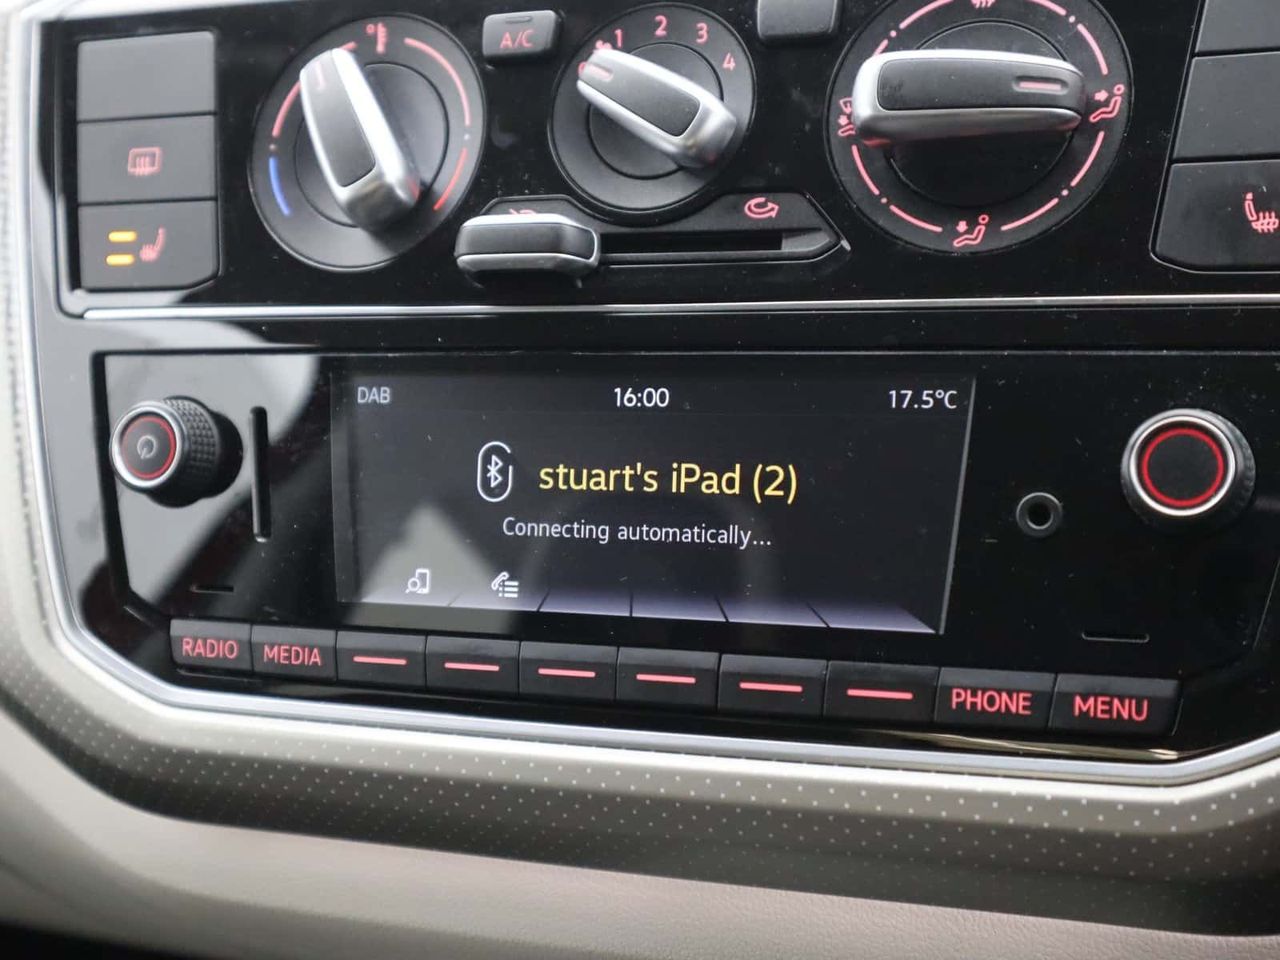 A/C
1 2 3 4
DAB 16:00 17.5°C
stuart's iPad (2)
Connecting automatically...
RADIO MEDIA PHONE MENU